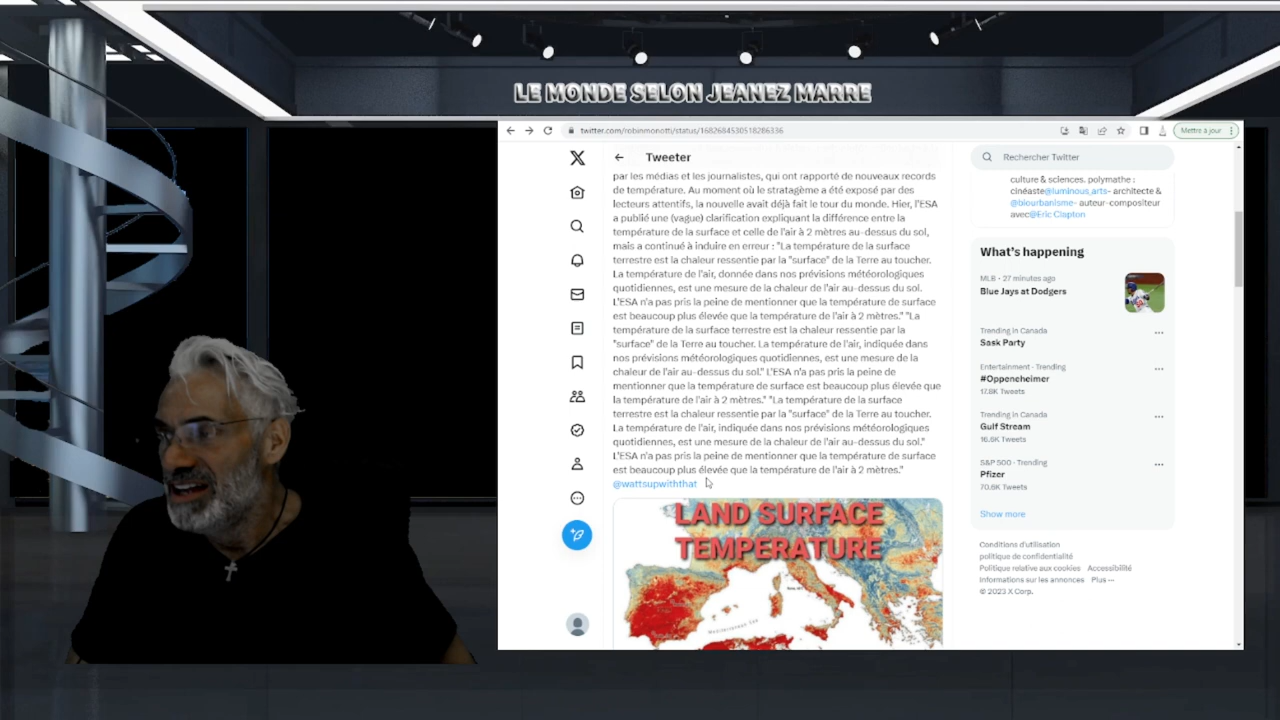 LE MONDE SELON JEANEZ MARRE
twitter.com/robinmonotti/status/1682684530518286336
Mettre à jour
Tweeter
par les médias et les journalistes, qui ont rapporté de nouveaux records
de température. Au moment où le stratagème a été exposé par des
lecteurs attentifs, la nouvelle avait déjà fait le tour du monde. Hier, l'ESA
a publié une (vague) clarification expliquant la différence entre la
température de la surface et celle de l'air à 2 mètres au-dessus du sol,
mais a continué à induire en erreur : "La température de la surface
terrestre est la chaleur ressentie par la "surface" de la Terre au toucher.
La température de l'air, donnée dans nos prévisions météorologiques
quotidiennes, est une mesure de la chaleur de l'air au-dessus du sol.
L'ESA n'a pas pris la peine de mentionner que la température de surface
est beaucoup plus élevée que la température de l'air à 2 mètres." "La
température de la surface terrestre est la chaleur ressentie par la
"surface" de la Terre au toucher. La température de l'air, indiquée dans
nos prévisions météorologiques quotidiennes, est une mesure de la
chaleur de l'air au-dessus du sol." L'ESA n'a pas pris la peine de
mentionner que la température de surface est beaucoup plus élevée que
la température de l'air à 2 mètres." "La température de la surface
terrestre est la chaleur ressentie par la "surface" de la Terre au toucher.
La température de l'air, indiquée dans nos prévisions météorologiques
quotidiennes, est une mesure de la chaleur de l'air au-dessus du sol."
L'ESA n'a pas pris la peine de mentionner que la température de surface
est beaucoup plus élevée que la température de l'air à 2 mètres."
@wattsupwiththat
LAND SURFACE
TEMPERATURE
Rechercher Twitter
culture & sciences. polymathe :
cinéaste@luminous_arts- architecte &
@biourbanisme- auteur-compositeur
avec@Eric Clapton
What's happening
MLB · 27 minutes ago
Blue Jays at Dodgers
Trending in Canada
Sask Party
Entertainment · Trending
#Oppeneheimer
17.8K Tweets
Trending in Canada
Gulf Stream
16.6K Tweets
S&P 500 · Trending
Pfizer
70.6K Tweets
Show more
Conditions d'utilisation
politique de confidentialité
Politique relative aux cookies Accessibilité
Informations sur les annonces Plus ···
© 2023 X Corp.